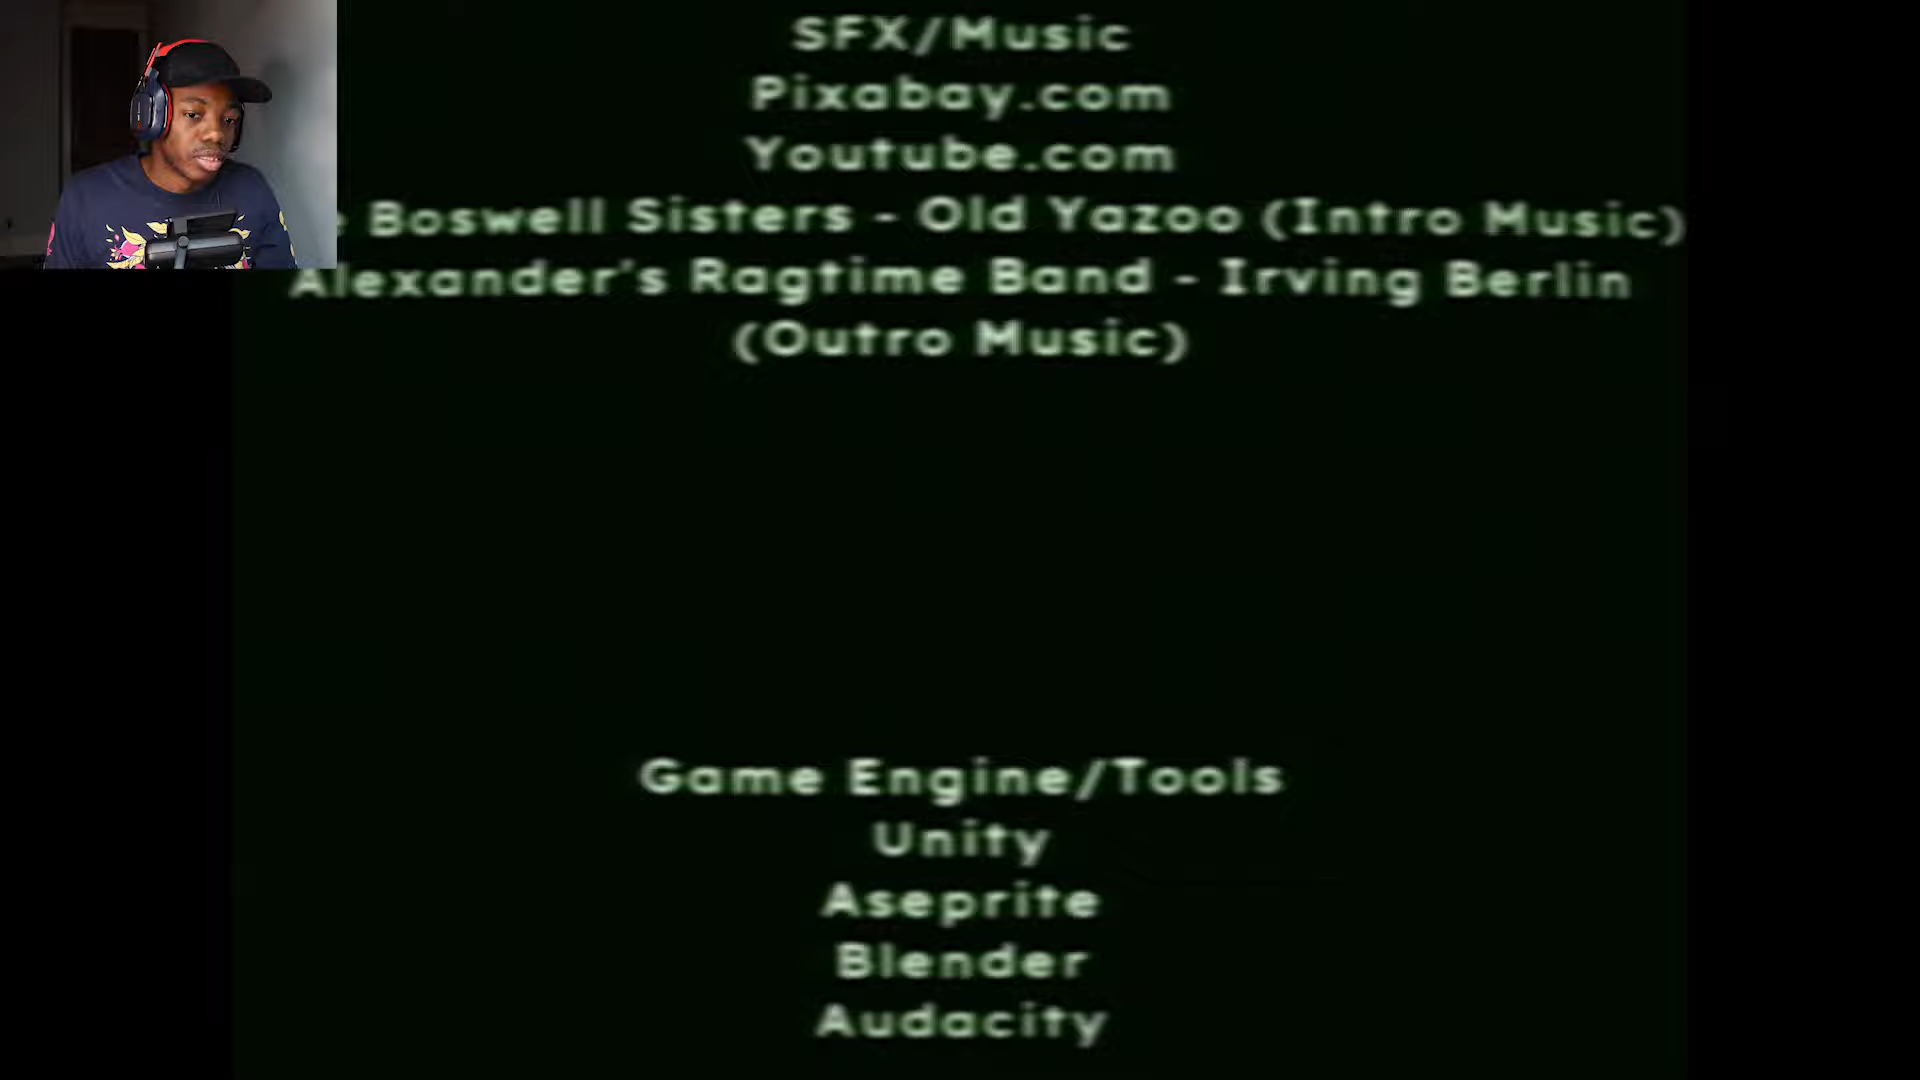 SFX/Music
Pixabay.com
Youtube.com
e Boswell Sisters - Old Yazoo (Intro Music)
Alexander's Ragtime Band - Irving Berlin
(Outro Music)
Game Engine/Tools
Unity
Aseprite
Blender
Audacity